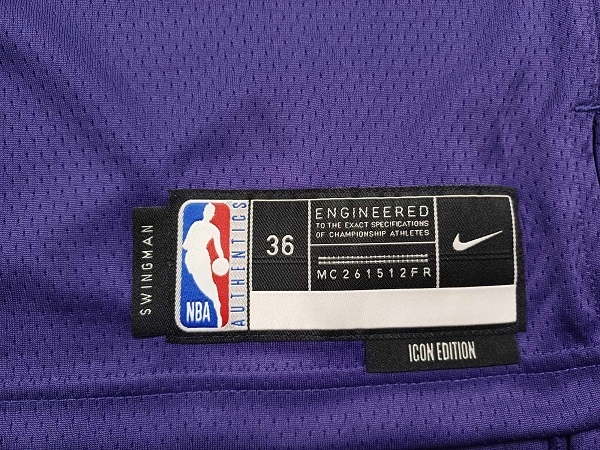 SWINGMAN
NBA
AUTHENTICS
36
ENGINEERED
TO THE EXACT SPECIFICATIONS
OF CHAMPIONSHIP ATHLETES
MC261512FR
ICON EDITION